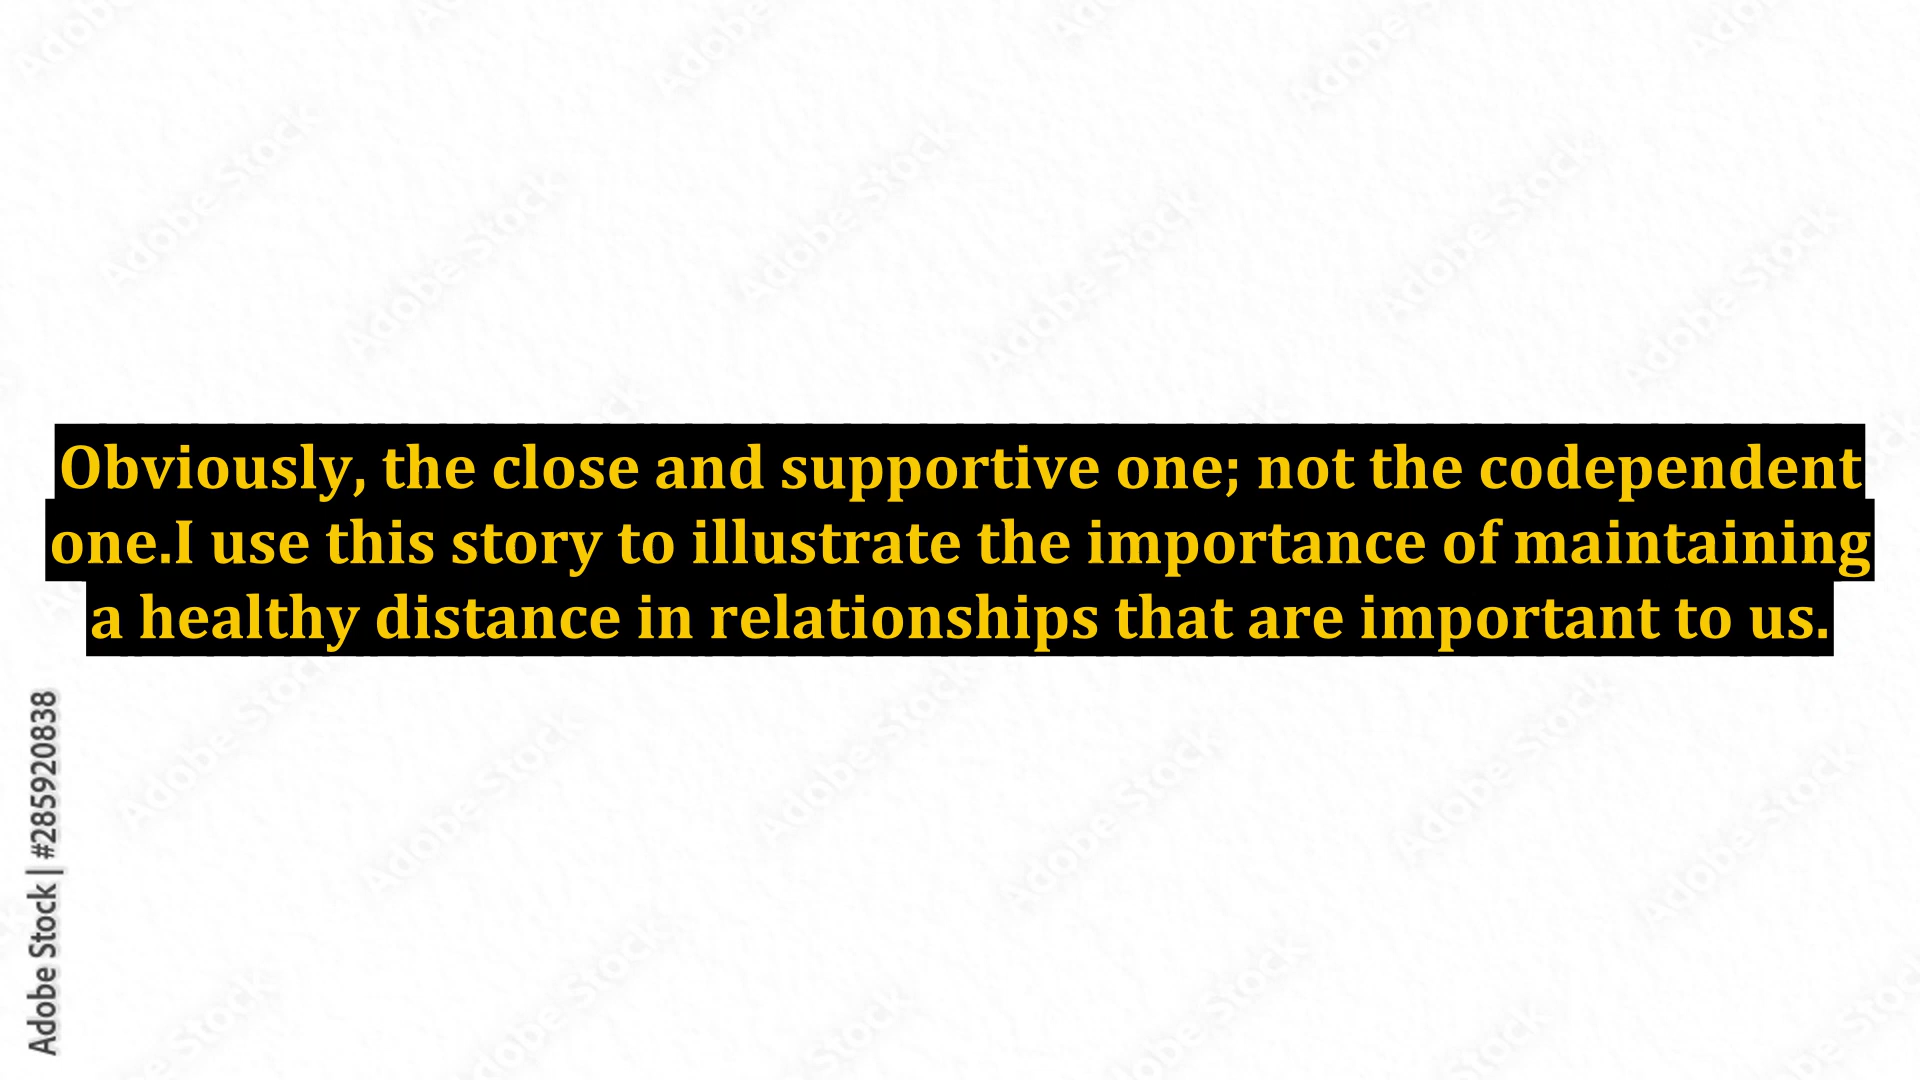 Obviously, the close and supportive one; not the codependent
one.I use this story to illustrate the importance of maintaining
a healthy distance in relationships that are important to us.
Adobe Stock | #285920838